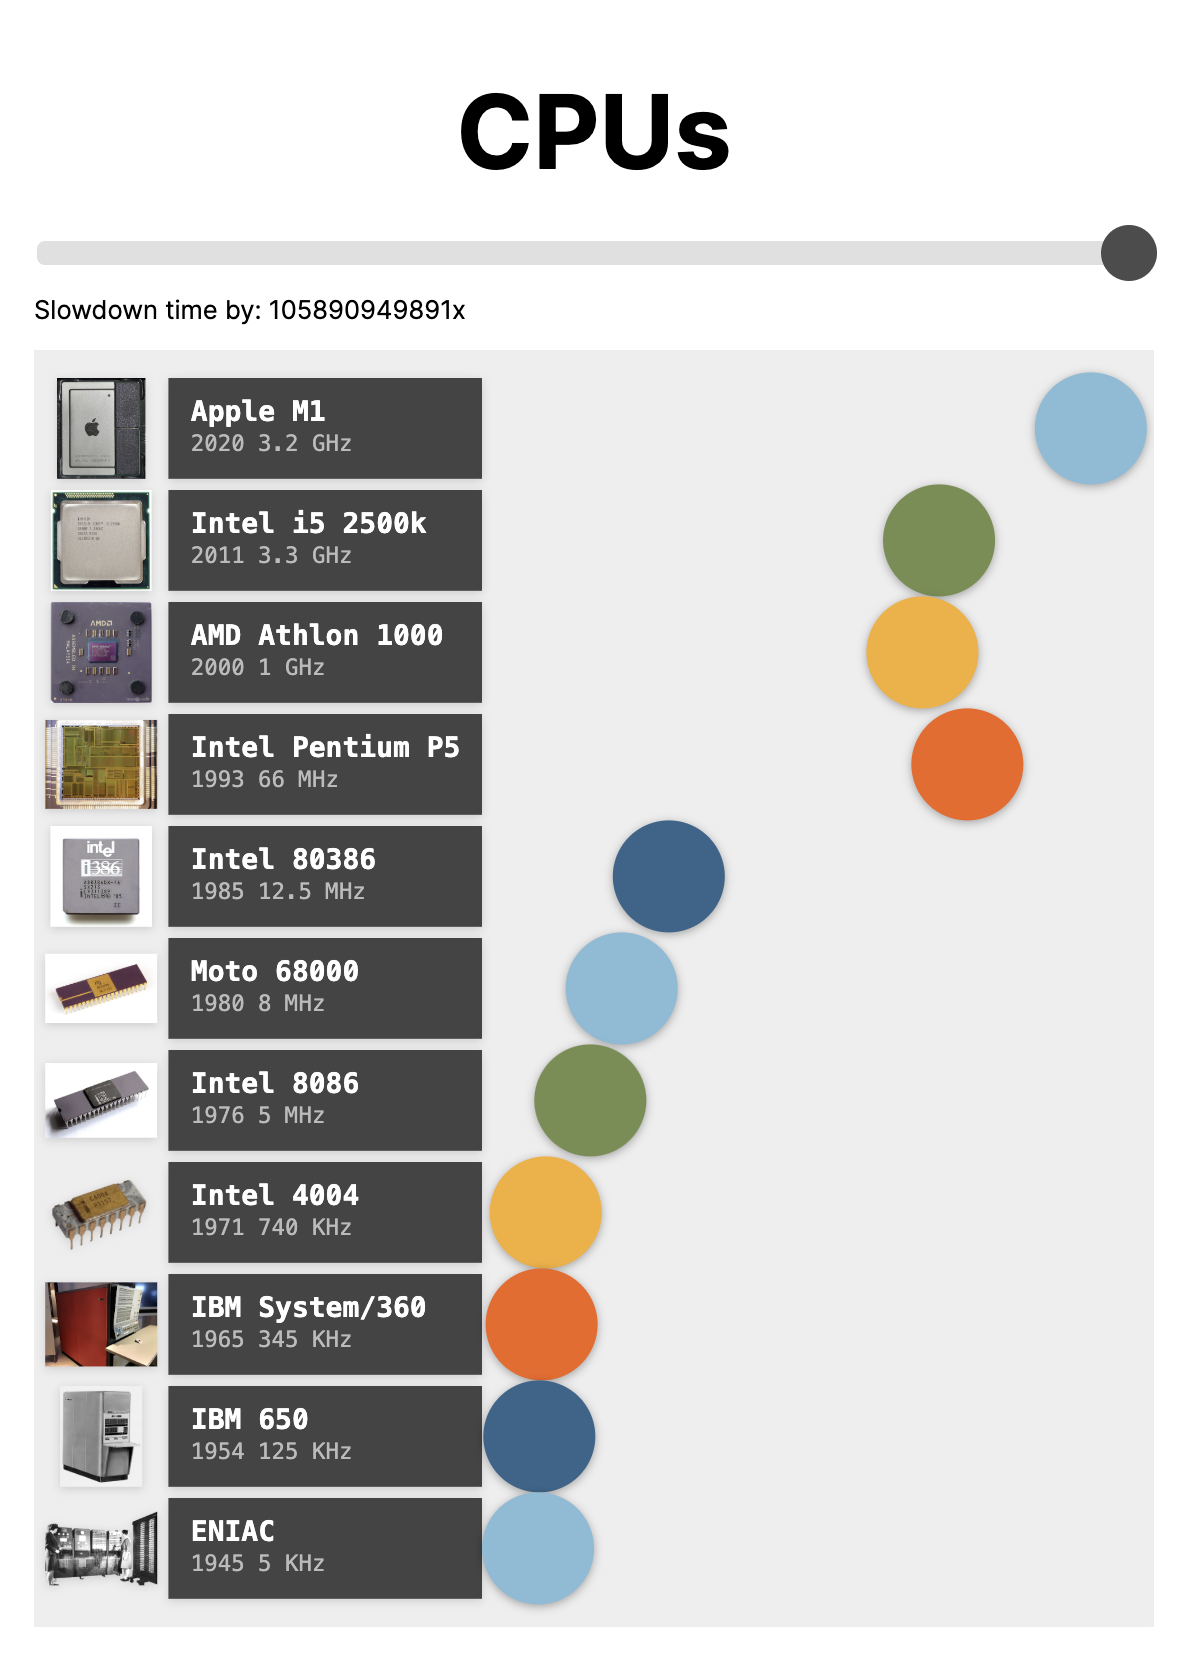 CPUs
Slowdown time by: 105890949891x
Apple M1
2020 3.2 GHz
Intel i5 2500k
2011 3.3 GHz
AMD
AMD Athlon 1000
2000 1 GHz
Intel Pentium P5
1993 66 MHz
intel
i386
Intel 80386
1985 12.5 MHz
Moto 68000
1980 8 MHz
Intel 8086
1976 5 MHz
Intel 4004
1971 740 KHz
IBM System/360
1965 345 KHz
IBM 650
1954 125 KHz
ENIAC
1945 5 KHz